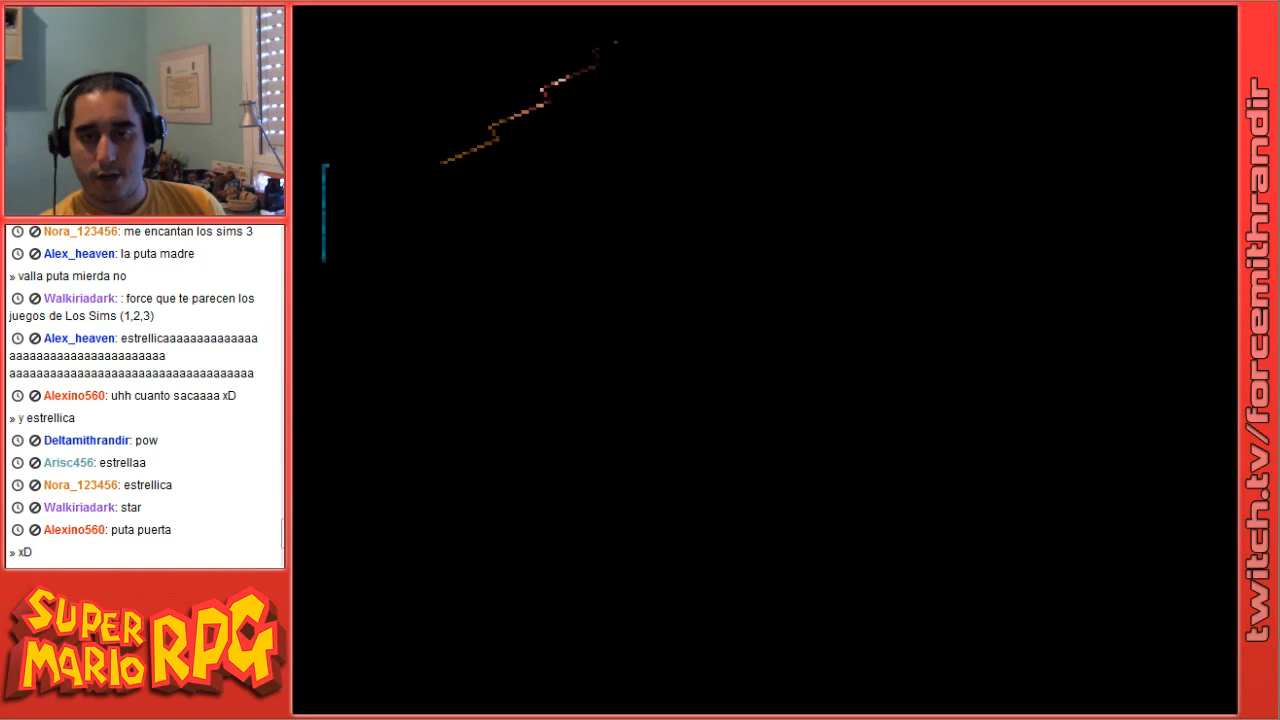 Nora_123456: me encantan los sims 3
Alex_heaven: la puta madre
» valla puta mierda no
Walkiriadark: : force que te parecen los
juegos de Los Sims (1,2,3)
Alex_heaven: estrellicaaaaaaaaaaaaaa
aaaaaaaaaaaaaaaaaaaaaaa
aaaaaaaaaaaaaaaaaaaaaaaaaaaaaaaaaaaa
Alexino560: uhh cuanto sacaaaa xD
» y estrellica
Deltamithrandir: pow
Arisc456: estrellaa
Nora_123456: estrellica
Walkiriadark: star
Alexino560: puta puerta
» xD
SUPER
MARIO
RPG
twitch.tv/forcemithrandir